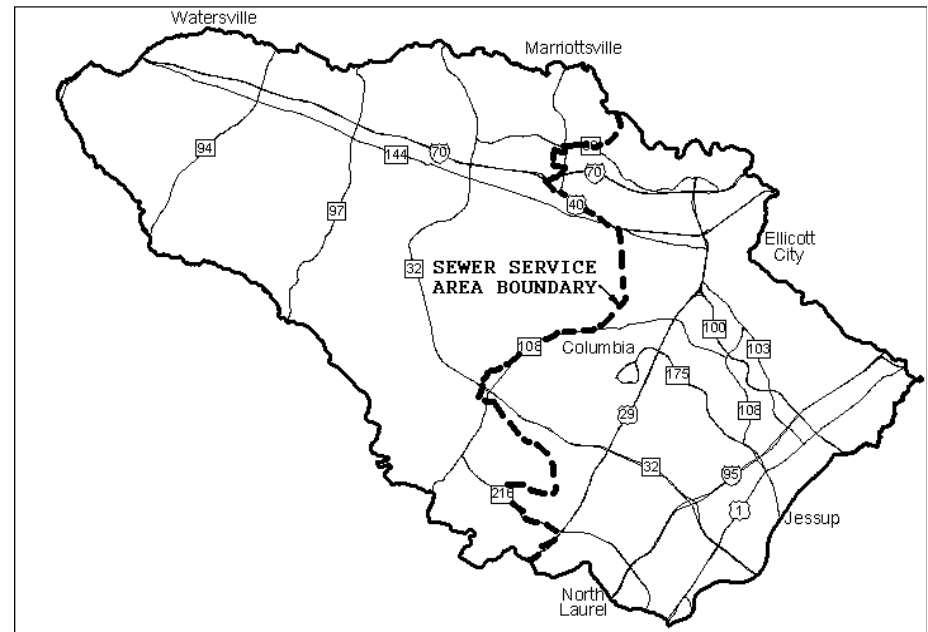 Watersville
Marriottsville
99
94
144
70
70
40
97
Ellicott
City
32
SEWER SERVICE
AREA BOUNDARY
100
108
Columbia
103
175
29
108
32
95
216
1
Jessup
North
Laurel